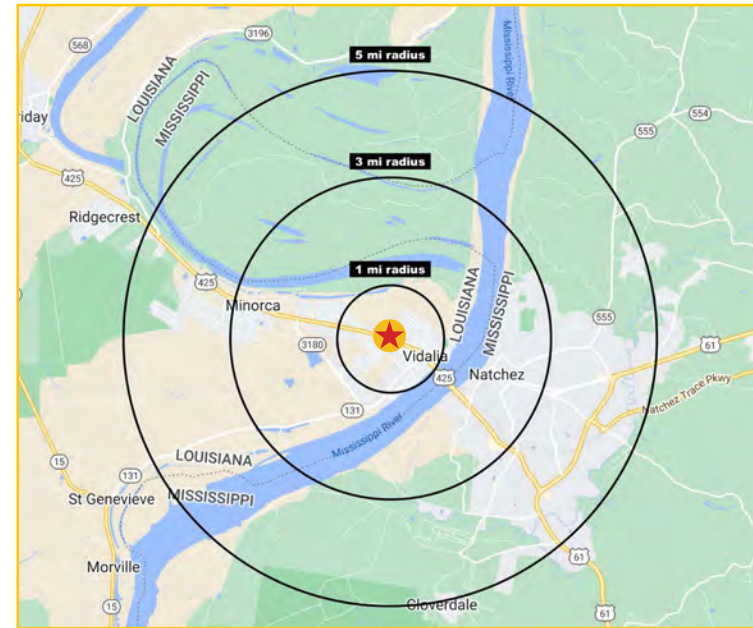 568
3196
5 mi radius
Mississippi River
LOUISIANA
MISSISSIPPI
554
555
425
3 mi radius
Ridgecrest
1 mi radius
425
LOUISIANA
MISSISSIPPI
Minorca
555
61
3180
Vidalia
425
Natchez
Natchez Trace Pkwy
131
Mississippi River
15
LOUISIANA
131
MISSISSIPPI
St Genevieve
61
Morville
15
Cloverdale
61